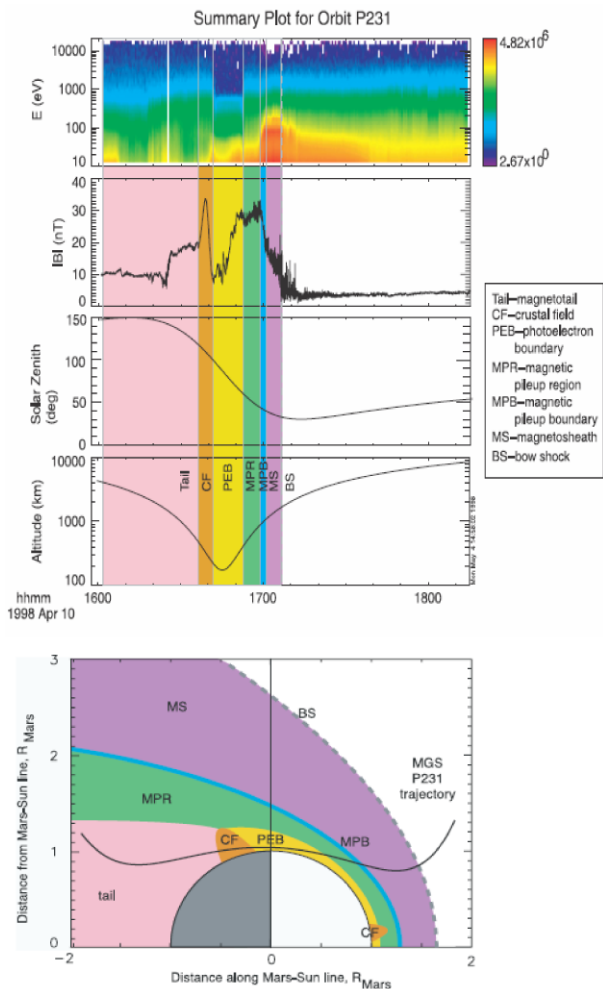 Summary Plot for Orbit P231
E (eV)
10000
1000
100
10
4.82x10^6
2.67x10^0
|B| (nT)
40
30
20
10
0
Solar Zenith
(deg)
150
100
50
0
Altitude (km)
10000
1000
100
Tail
CF
PEB
MPR
MPB
MS
BS
hhmm
1998 Apr 10
1600
1700
1800
Tail–magnetotail
CF–crustal field
PEB–photoelectron
boundary
MPR–magnetic
pileup region
MPB–magnetic
pileup boundary
MS–magnetosheath
BS–bow shock
Distance from Mars-Sun line, R_Mars
3
2
1
0
MS
BS
MGS
P231
trajectory
MPR
MPB
CF
PEB
tail
CF
-2
0
2
Distance along Mars-Sun line, R_Mars